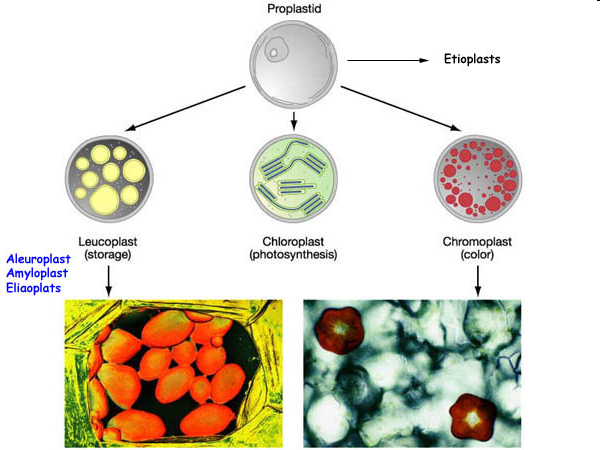 Proplastid
Etioplasts
Leucoplast
(storage)
Chloroplast
(photosynthesis)
Chromoplast
(color)
Aleuroplast
Amyloplast
Eliaoplats